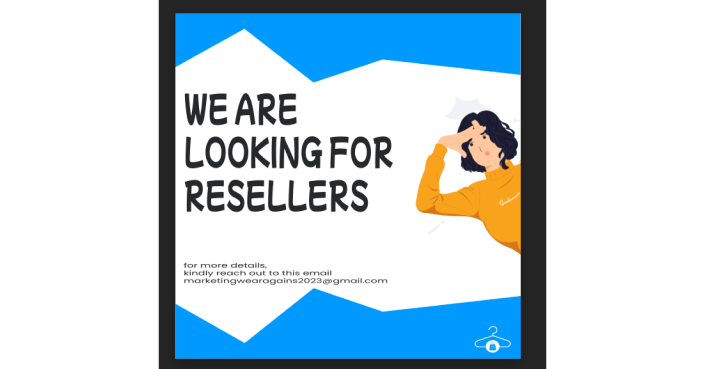 WE ARE
LOOKING FOR
RESELLERS
for more details,
kindly reach out to this email
marketingwearagains2023@gmail.com